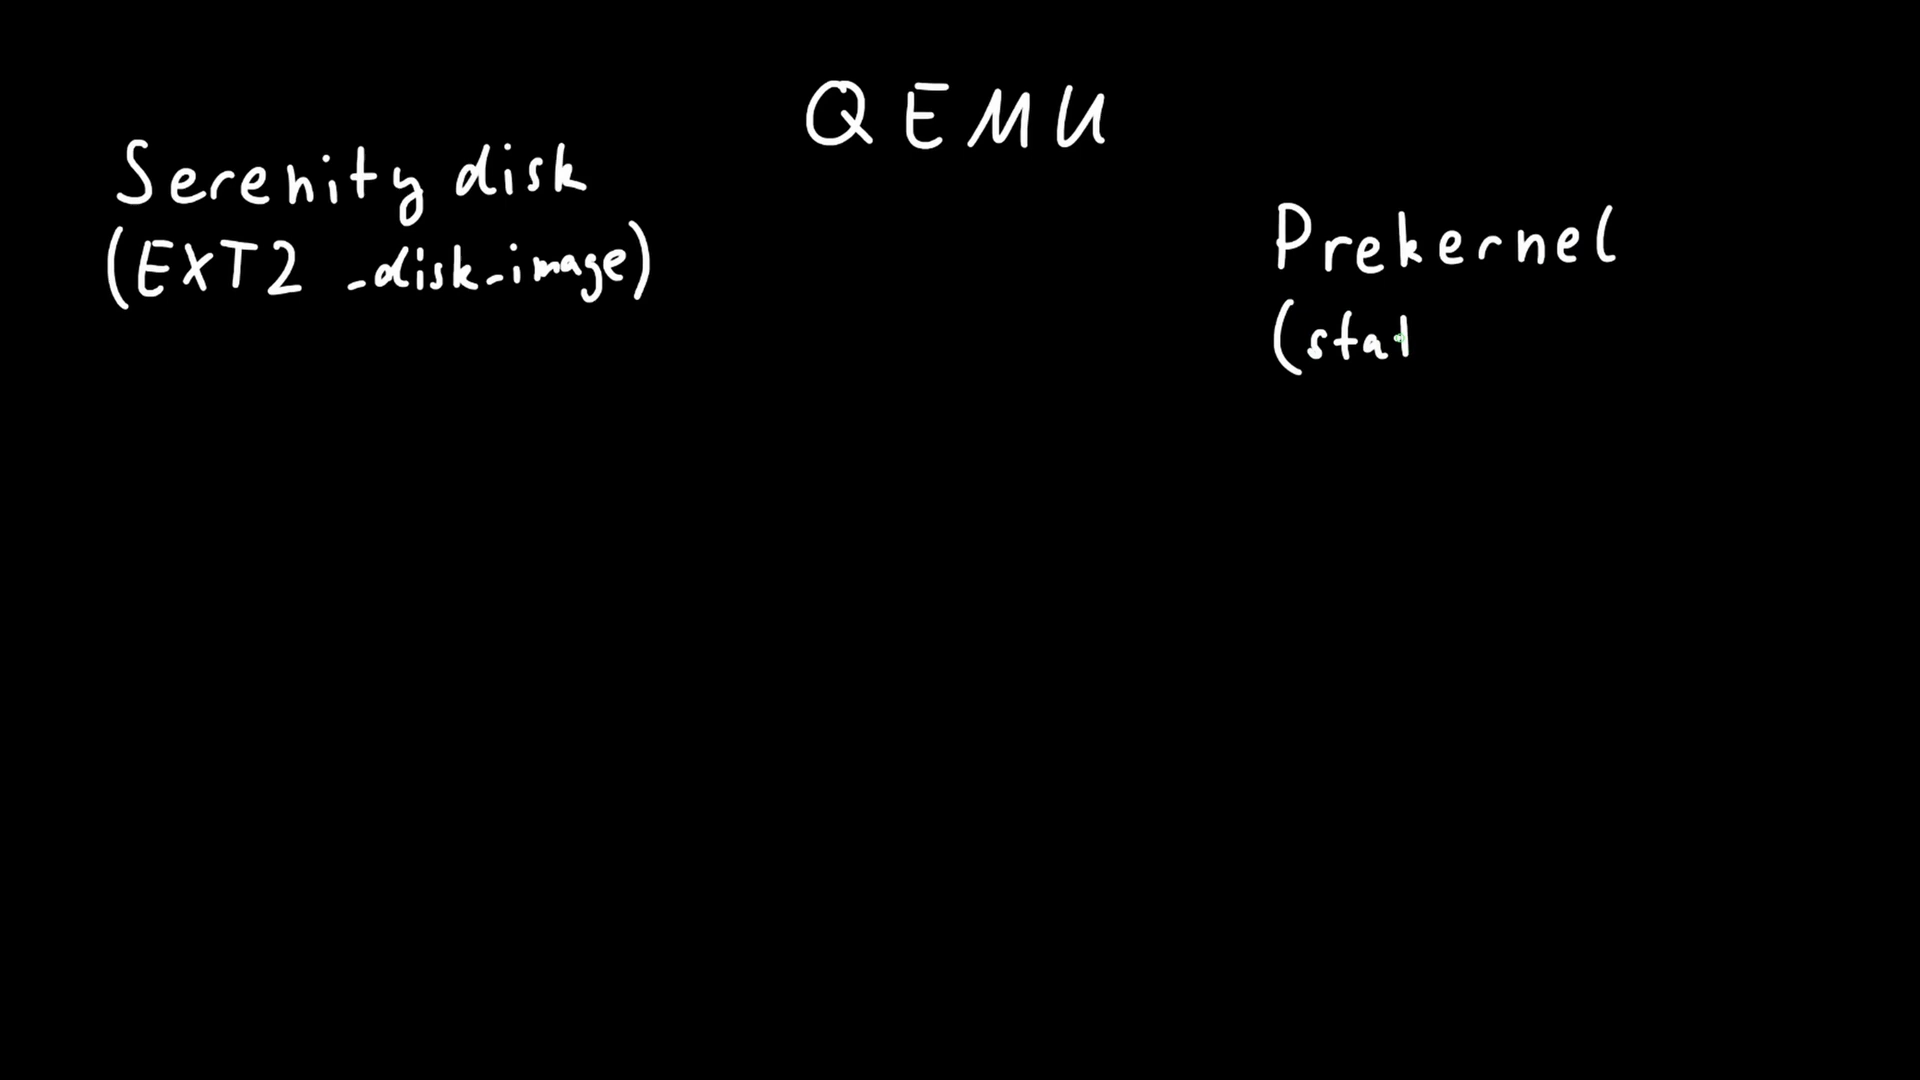 QEMU
Serenity disk
(EXT2 _disk_image)
Prekernel
(stat